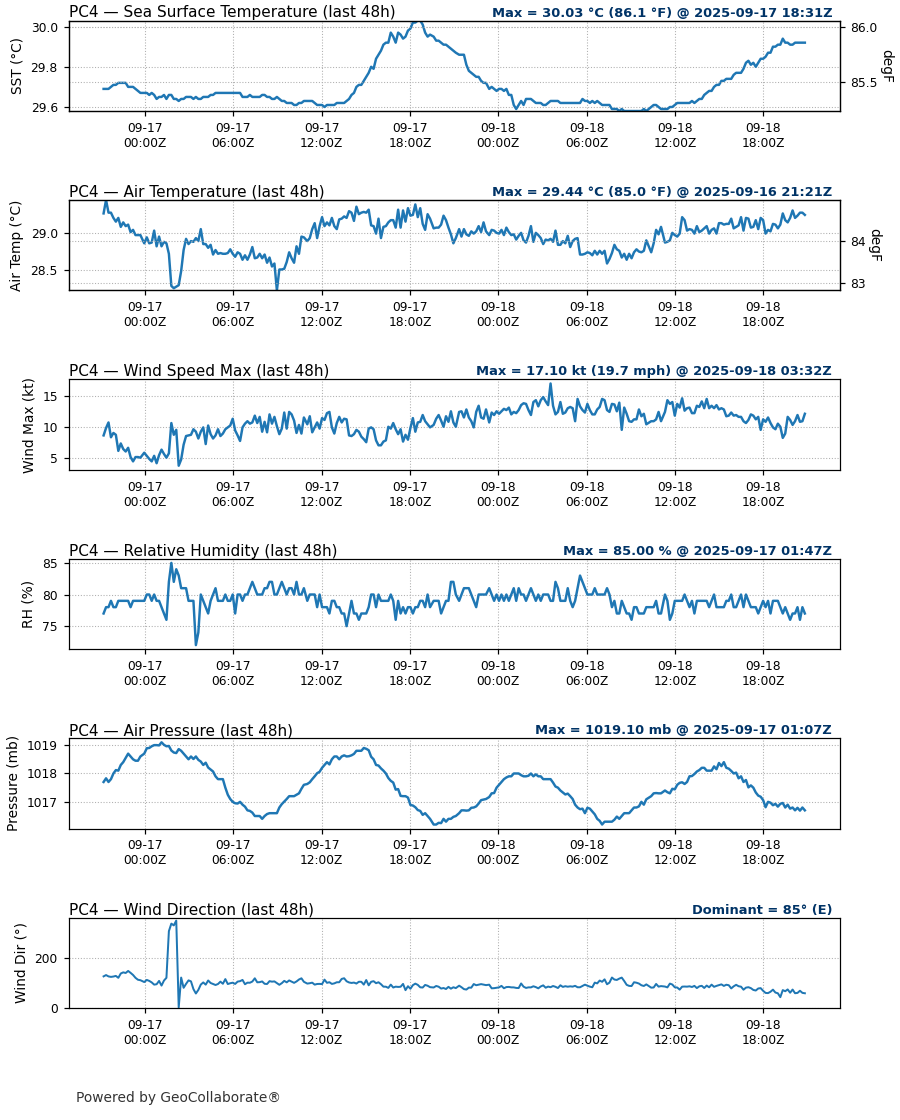 PC4 — Sea Surface Temperature (last 48h) Max = 30.03 °C (86.1 °F) @ 2025-09-17 18:31Z
SST (°C)
30.0
29.8
29.6
86.0
85.5
degF
09-17 09-17 09-17 09-17 09-18 09-18 09-18 09-18
00:00Z 06:00Z 12:00Z 18:00Z 00:00Z 06:00Z 12:00Z 18:00Z
PC4 — Air Temperature (last 48h) Max = 29.44 °C (85.0 °F) @ 2025-09-16 21:21Z
Air Temp (°C)
29.0
28.5
84
83
degF
09-17 09-17 09-17 09-17 09-18 09-18 09-18 09-18
00:00Z 06:00Z 12:00Z 18:00Z 00:00Z 06:00Z 12:00Z 18:00Z
PC4 — Wind Speed Max (last 48h) Max = 17.10 kt (19.7 mph) @ 2025-09-18 03:32Z
Wind Max (kt)
15
10
5
09-17 09-17 09-17 09-17 09-18 09-18 09-18 09-18
00:00Z 06:00Z 12:00Z 18:00Z 00:00Z 06:00Z 12:00Z 18:00Z
PC4 — Relative Humidity (last 48h) Max = 85.00 % @ 2025-09-17 01:47Z
RH (%)
85
80
75
09-17 09-17 09-17 09-17 09-18 09-18 09-18 09-18
00:00Z 06:00Z 12:00Z 18:00Z 00:00Z 06:00Z 12:00Z 18:00Z
PC4 — Air Pressure (last 48h) Max = 1019.10 mb @ 2025-09-17 01:07Z
Pressure (mb)
1019
1018
1017
09-17 09-17 09-17 09-17 09-18 09-18 09-18 09-18
00:00Z 06:00Z 12:00Z 18:00Z 00:00Z 06:00Z 12:00Z 18:00Z
PC4 — Wind Direction (last 48h) Dominant = 85° (E)
Wind Dir (°)
200
0
09-17 09-17 09-17 09-17 09-18 09-18 09-18 09-18
00:00Z 06:00Z 12:00Z 18:00Z 00:00Z 06:00Z 12:00Z 18:00Z
Powered by GeoCollaborate®